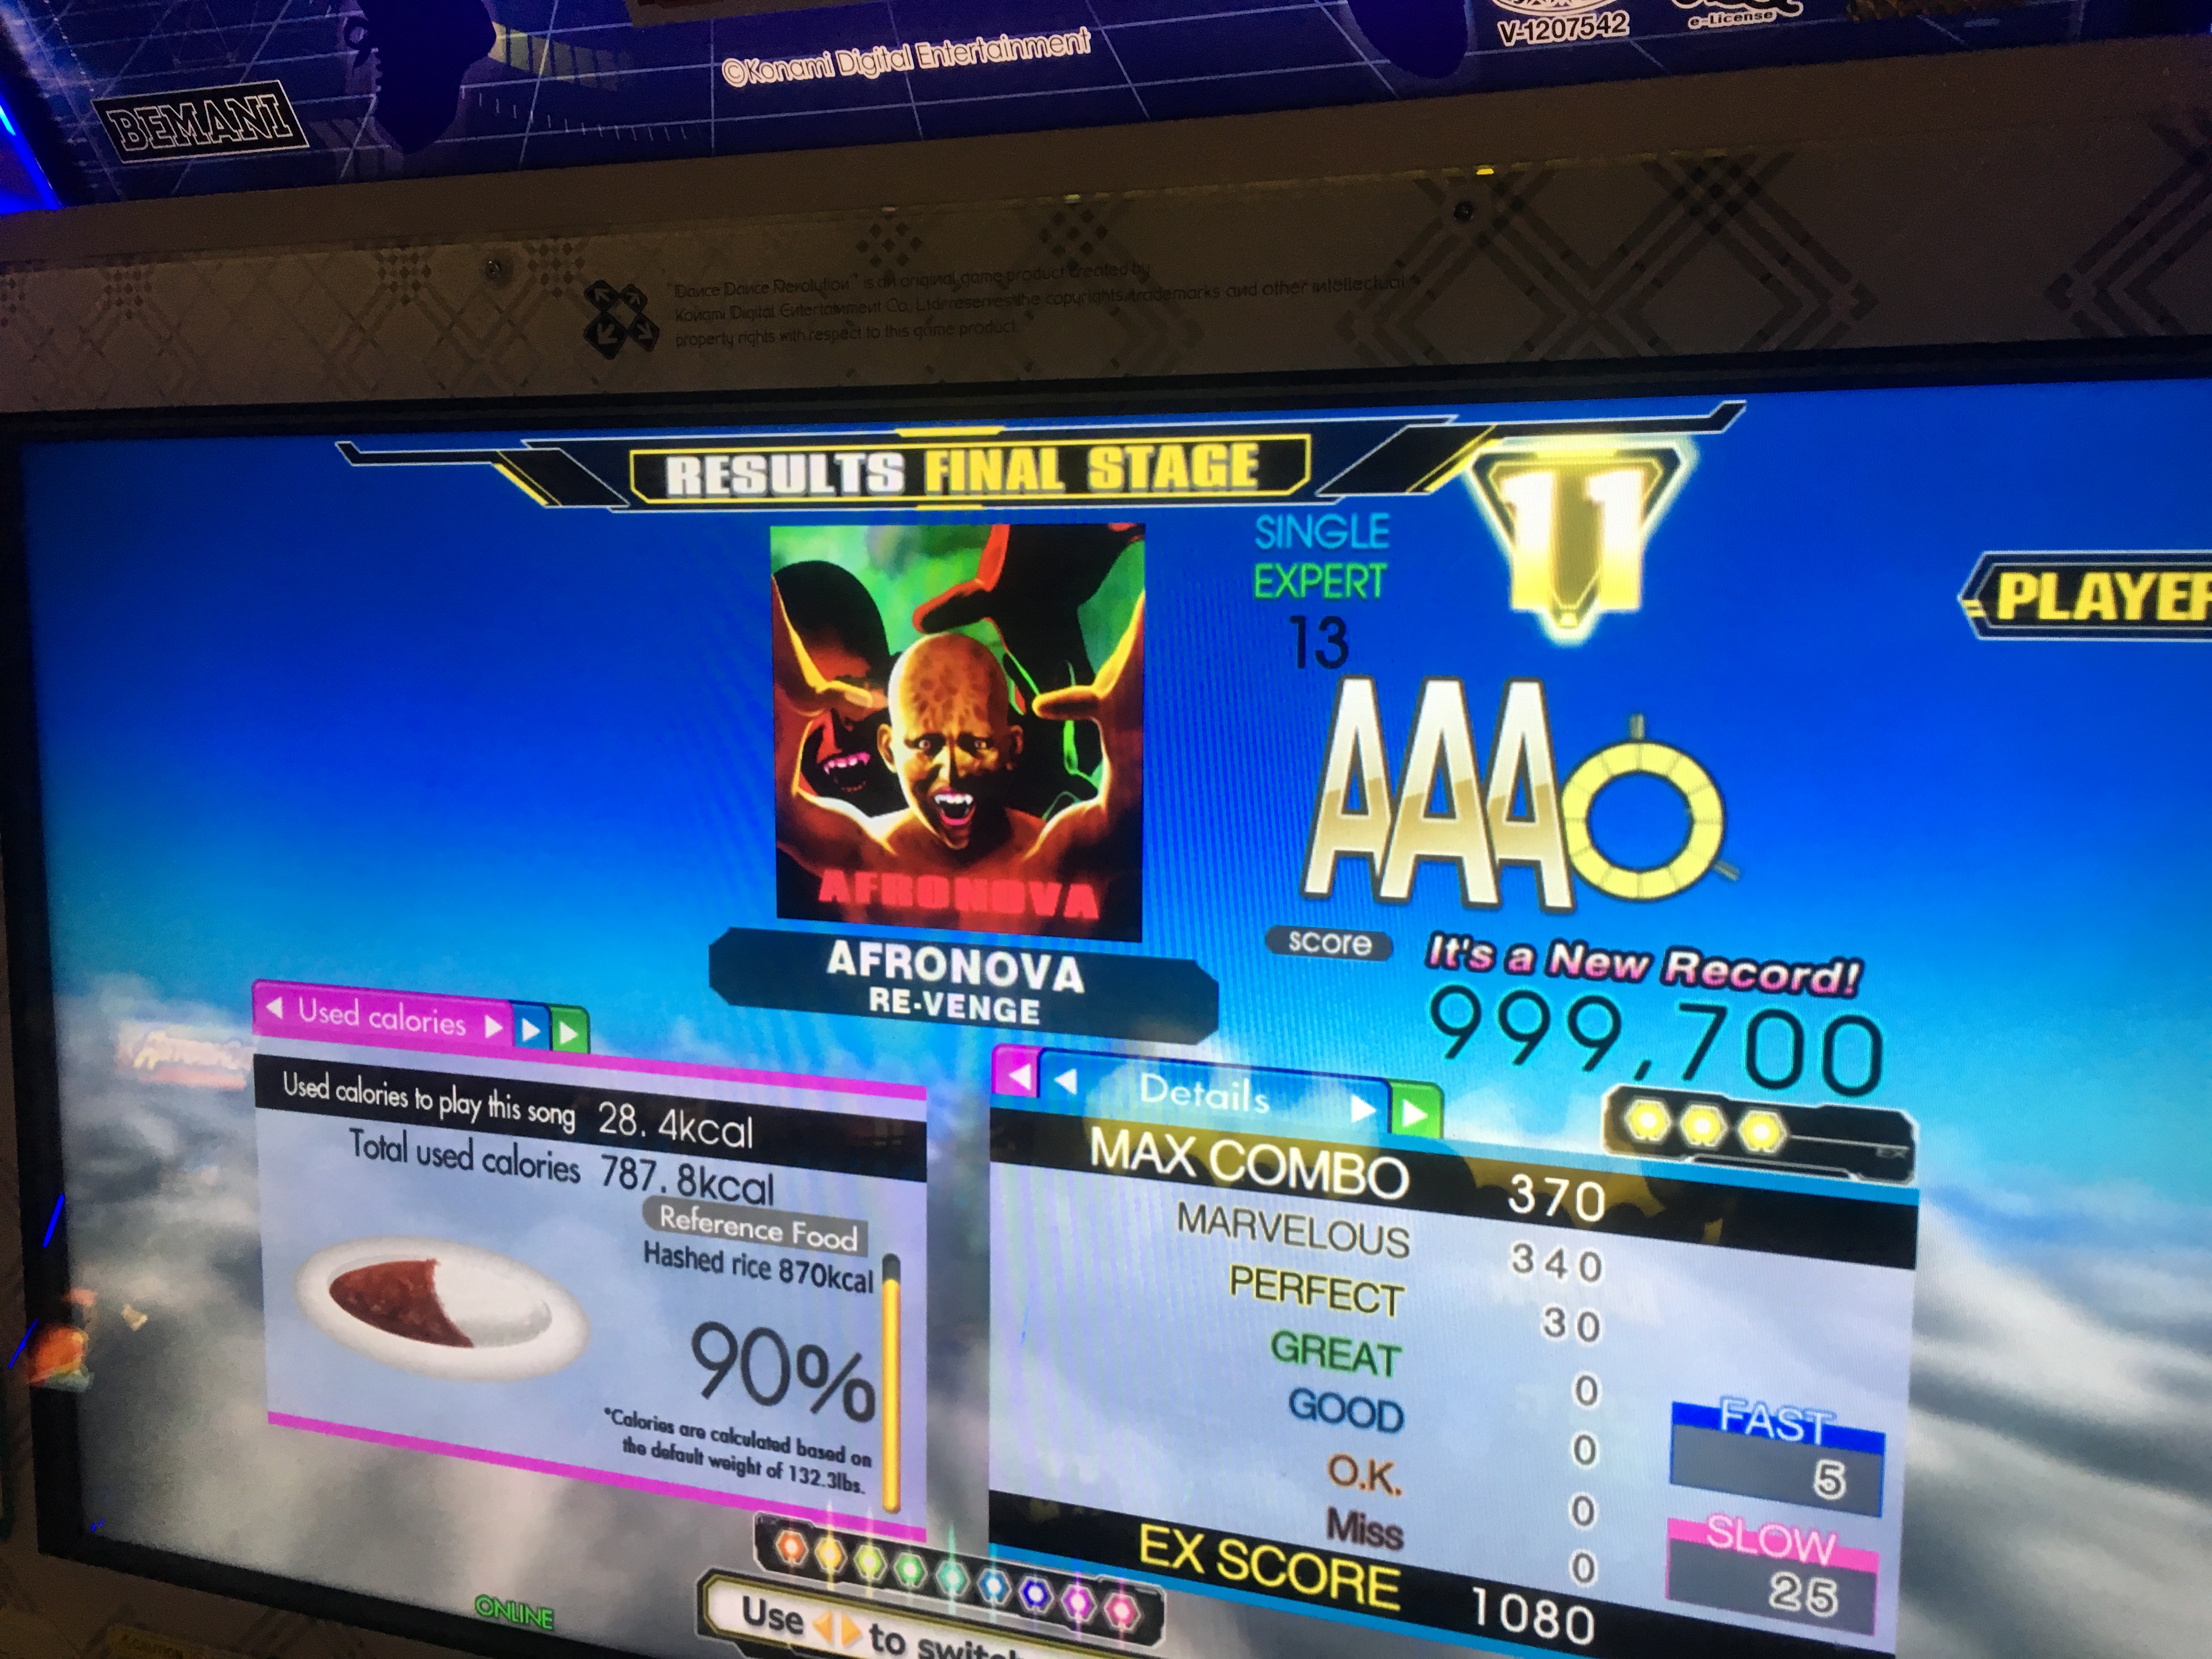 ©Konami Digital Entertainment
V-1207542
e-License
BEMANI
"Dance Dance Revolution" is an original game product created by
Konami Digital Entertainment Co., Ltd. reserves the copyrights, trademarks and other intellectual
property rights with respect to this game product.
RESULTS FINAL STAGE
11
SINGLE
EXPERT
13
PLAYER
AAA
AFRONOVA
AFRONOVA
RE-VENGE
score
It's a New Record!
999,700
Used calories
Used calories to play this song 28.4kcal
Total used calories 787.8kcal
Reference Food
Hashed rice 870kcal
90%
*Calories are calculated based on
the default weight of 132.3lbs.
Details
MAX COMBO 370
MARVELOUS 340
PERFECT 30
GREAT 0
GOOD 0
O.K. 0
Miss 0
EX SCORE 1080
FAST
5
SLOW
25
ONLINE
Use to switch